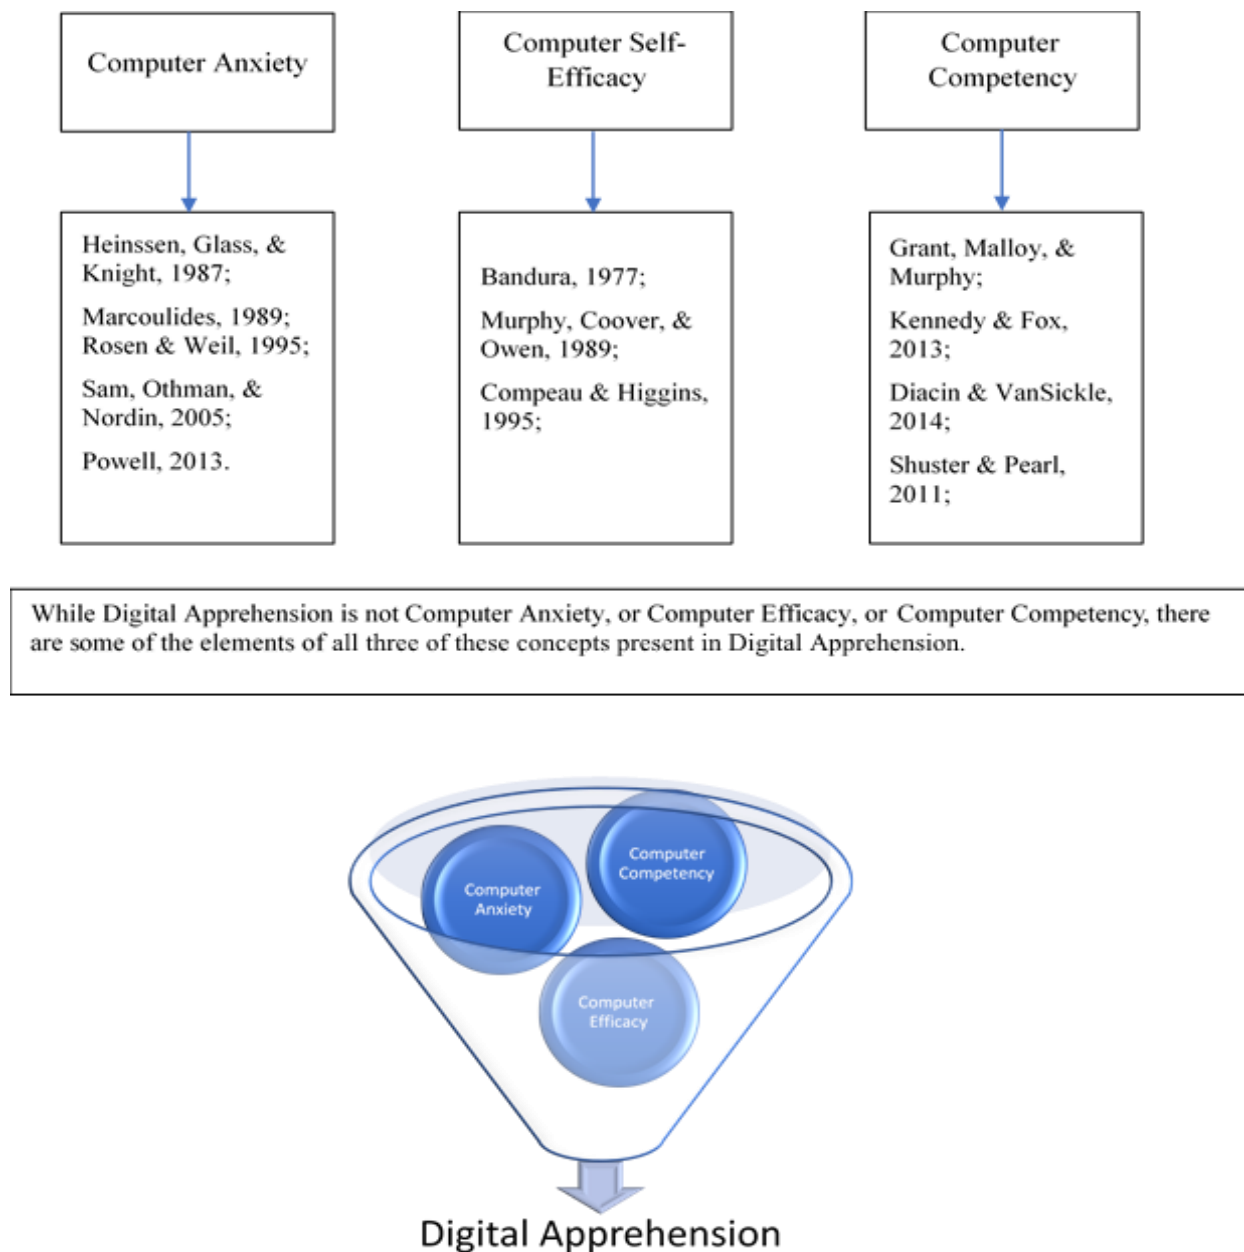 Computer Anxiety
Computer Self-
Efficacy
Computer
Competency
Heinssen, Glass, &
Knight, 1987;
Marcoulides, 1989;
Rosen & Weil, 1995;
Sam, Othman, &
Nordin, 2005;
Powell, 2013.
Bandura, 1977;
Murphy, Coover, &
Owen, 1989;
Compeau & Higgins,
1995;
Grant, Malloy, &
Murphy;
Kennedy & Fox,
2013;
Diacin & VanSickle,
2014;
Shuster & Pearl,
2011;
While Digital Apprehension is not Computer Anxiety, or Computer Efficacy, or Computer Competency, there
are some of the elements of all three of these concepts present in Digital Apprehension.
Computer
Competency
Computer
Anxiety
Computer
Efficacy
Digital Apprehension